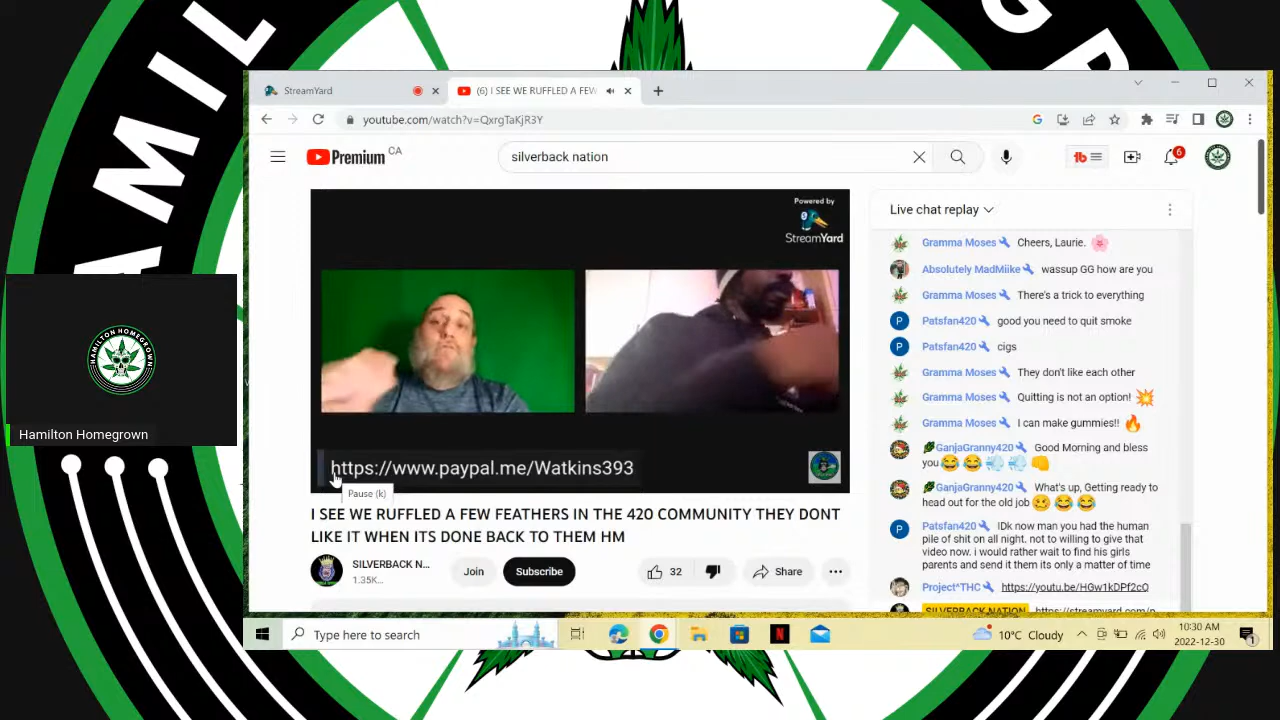 HAMIL
GR
StreamYard
(6) I SEE WE RUFFLED A FEW
youtube.com/watch?v=QxrgTaKjR3Y
Premium CA
silverback nation
6
Powered by
StreamYard
https://www.paypal.me/Watkins393
Pause (k)
I SEE WE RUFFLED A FEW FEATHERS IN THE 420 COMMUNITY THEY DONT
LIKE IT WHEN ITS DONE BACK TO THEM HM
SILVERBACK N...
1.35K...
Join
Subscribe
32
Share
Live chat replay
Gramma Moses Cheers, Laurie.
Absolutely MadMiike wassup GG how are you
Gramma Moses There's a trick to everything
P Patsfan420 good you need to quit smoke
P Patsfan420 cigs
Gramma Moses They don't like each other
Gramma Moses Quitting is not an option!
Gramma Moses I can make gummies!!
GanjaGranny420 Good Morning and bless
you
GanjaGranny420 What's up, Getting ready to
head out for the old job
P Patsfan420 IDk now man you had the human
pile of shit on all night. not to willing to give that
video now. i would rather wait to find his girls
parents and send it them its only a matter of time
Project^THC https://youtu.be/HGw1kDPf2cQ
SILVERBACK NATION https://streamyard.com/
HAMILTON HOMEGROWN
Hamilton Homegrown
Type here to search
N
10°C Cloudy
10:30 AM
2022-12-30
1